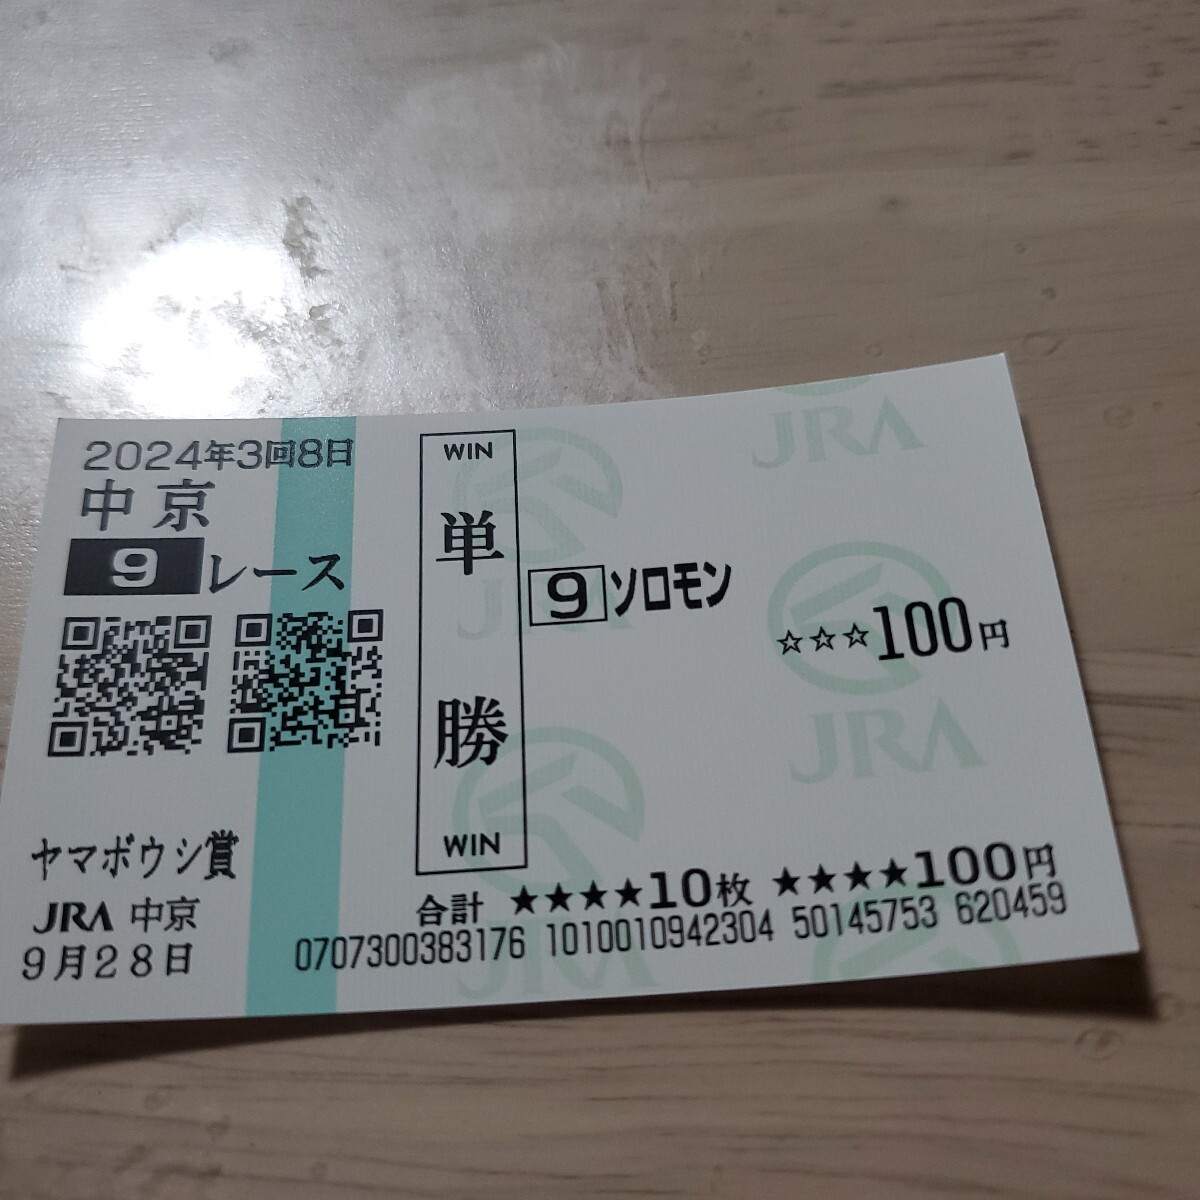 2024年3回8日
中京
9レース
ヤマボウシ賞
JRA 中京
9月28日
WIN
単勝
WIN
9ソロモン
☆☆☆100円
合計 ★★★★10枚 ★★★★100円
0707300383176 1010010942304 50145753 620459
JRA
JRA
JRA